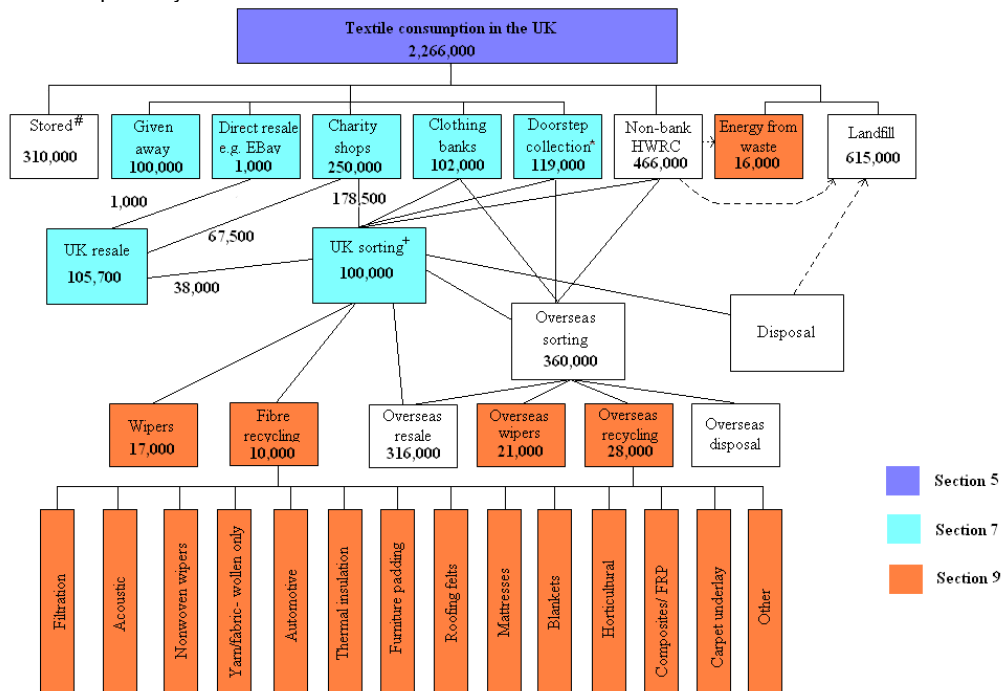 Textile consumption in the UK
2,266,000
Stored#
310,000
Given
away
100,000
Direct resale
e.g. EBay
1,000
Charity
shops
250,000
Clothing
banks
102,000
Doorstep
collection*
119,000
Non-bank
HWRC
466,000
Energy from
waste
16,000
Landfill
615,000
1,000
178,500
67,500
UK resale
105,700
38,000
UK sorting+
100,000
Overseas
sorting
360,000
Disposal
Wipers
17,000
Fibre
recycling
10,000
Overseas
resale
316,000
Overseas
wipers
21,000
Overseas
recycling
28,000
Overseas
disposal
Section 5
Section 7
Section 9
Filtration
Acoustic
Nonwoven wipers
Yarn/fabric- wollen only
Automotive
Thermal insulation
Furniture padding
Roofing felts
Mattresses
Blankets
Horticultural
Composites/ FRP
Carpet underlay
Other